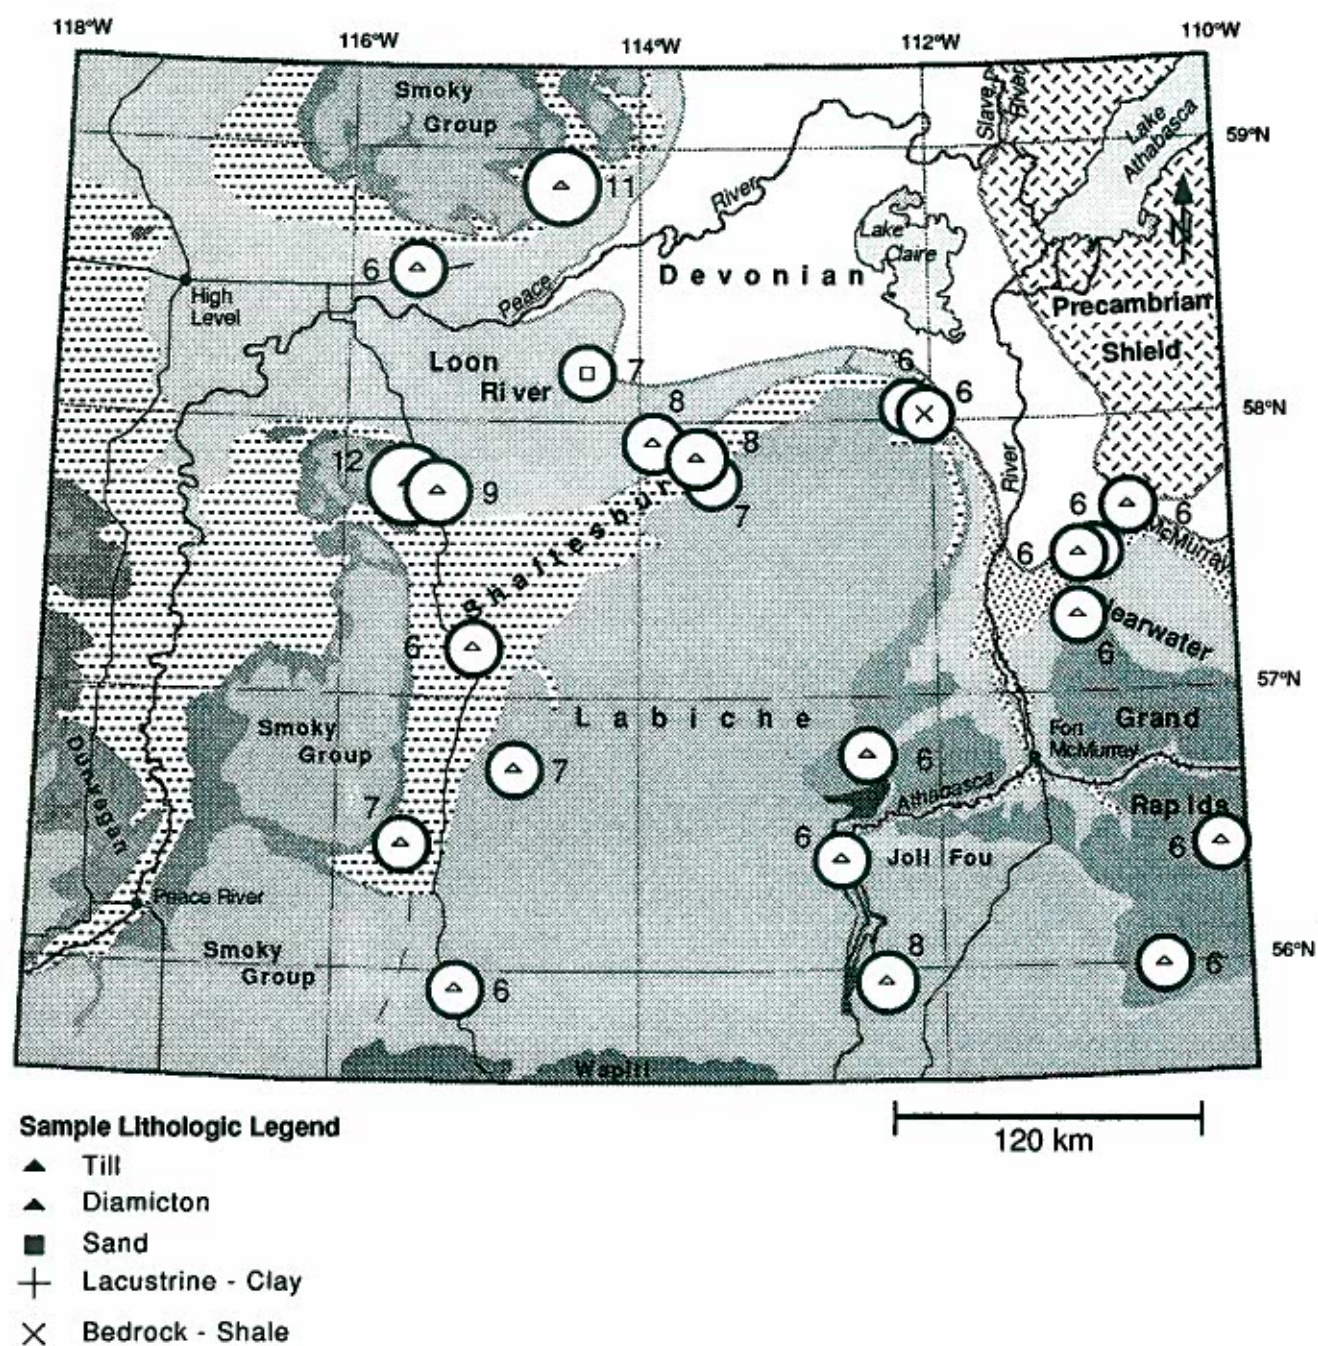 118°W
116°W
114°W
112°W
110°W
Smoky
Group
Slave
River
Lake
Athabasca
59°N
11
River
Lake
Claire
6
Devonian
N
High
Level
Peace
Precambrian
Shield
Loon
River
7
6
6
8
58°N
8
12
9
7
River
6
6
McMurray
6
Shaftesbury
learwater
6
6
57°N
Labiche
Grand
Smoky
Group
Fort
McMurray
Dunvegan
7
6
Athabasca
Rapids
7
6
Joli Fou
6
Peace River
Smoky
Group
8
56°N
6
6
Wapiti
Sample Lithologic Legend
120 km
Till
Diamicton
Sand
Lacustrine - Clay
Bedrock - Shale